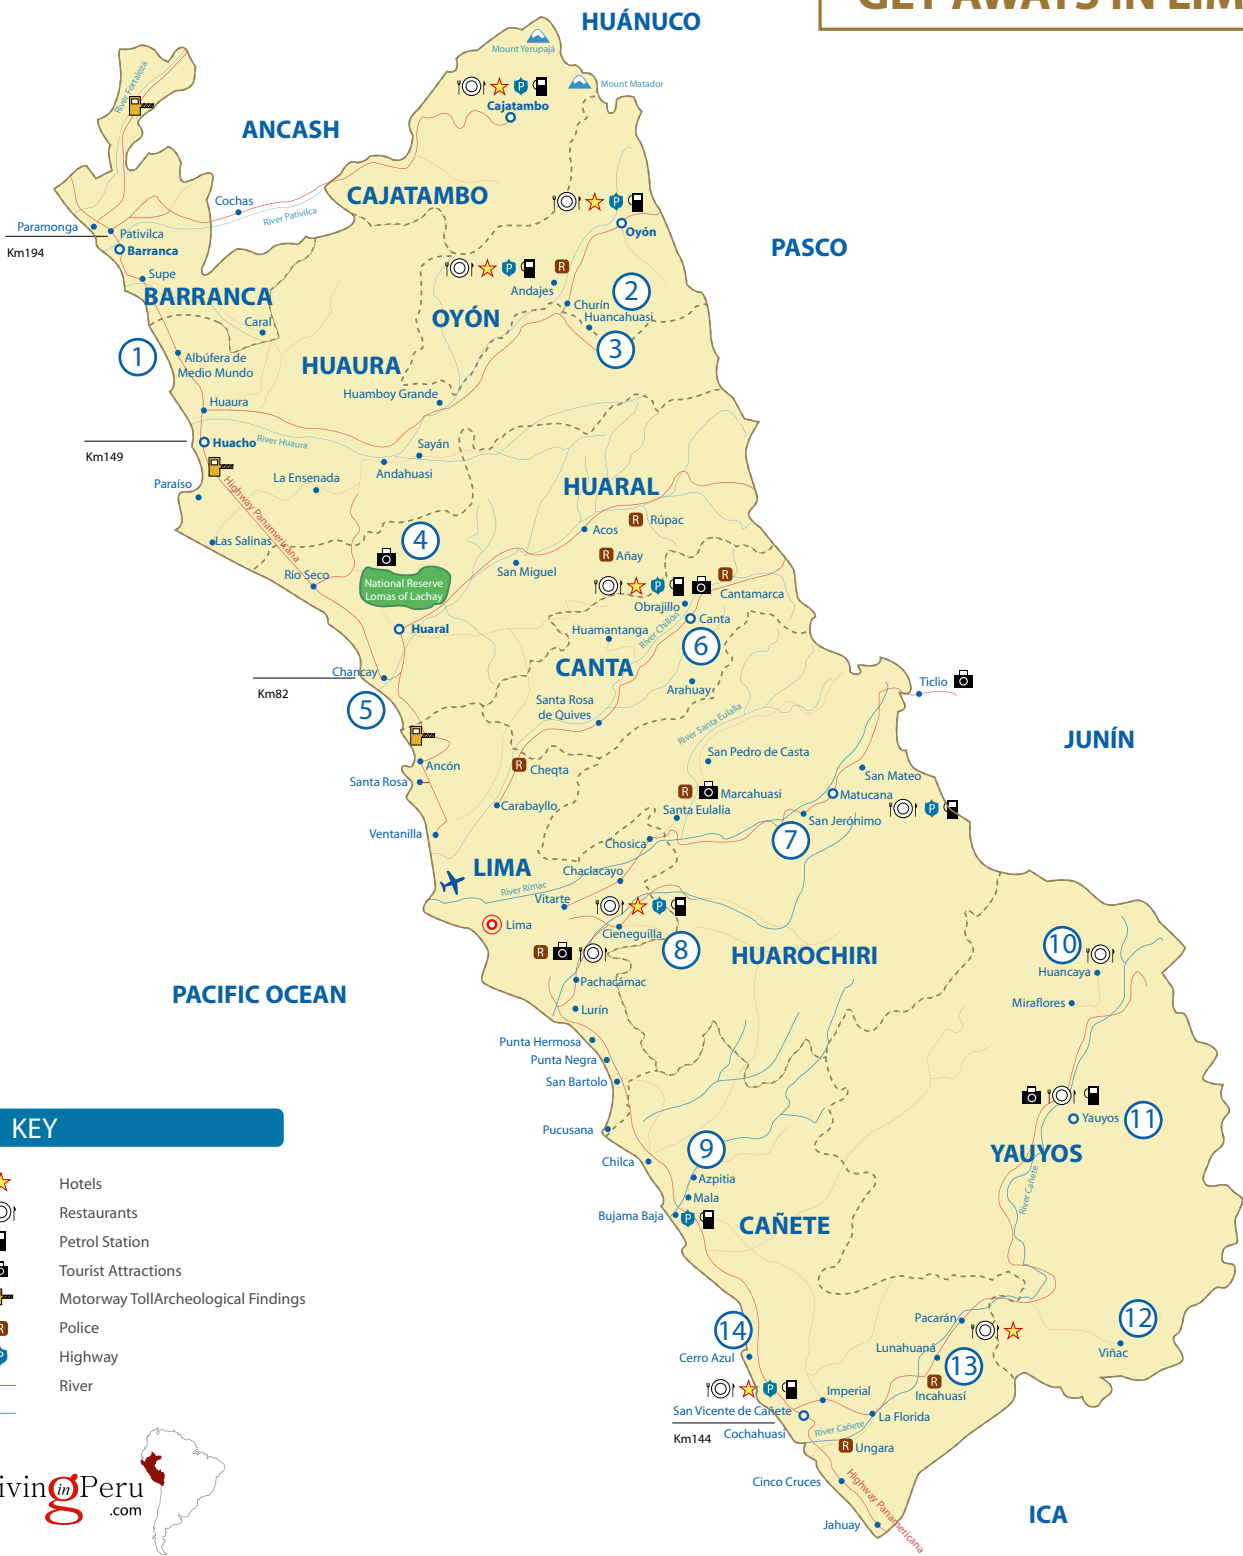 GET AWAYS IN LIM
HUÁNUCO
Mount Yerupajá
Mount Matador
River Fortaleza
Cajatambo
ANCASH
CAJATAMBO
Cochas
River Pativilca
Paramonga
Pativilca
Km194
Barranca
Oyón
PASCO
Supe
BARRANCA
Andajes
2
Churín
Huancahuasi
OYÓN
Caral
1
3
Albúfera de
Medio Mundo
HUAURA
Huamboy Grande
Huaura
Huacho
River Huaura
Sayán
Km149
Andahuasi
Paraíso
La Ensenada
Highway Panamericana
HUARAL
R
Rúpac
Acos
Las Salinas
4
R
Añay
San Miguel
Río Seco
National Reserve
Lomas of Lachay
R
Cantamarca
Obrajillo
Canta
Huaral
Huamantanga
River Chillón
6
CANTA
Chancay
Km82
Arahuay
Ticlio
5
Santa Rosa
de Quives
River Santa Eulalia
JUNÍN
San Pedro de Casta
Ancón
R
Cheqta
San Mateo
Santa Rosa
R
Marcahuasi
Matucana
Carabayllo
Santa Eulalia
San Jerónimo
P
Ventanilla
Chosica
7
LIMA
Chaclacayo
River Rimac
Vitarte
P
Lima
Cieneguilla
8
HUAROCHIRI
10
R
Huancaya
Pachacámac
PACIFIC OCEAN
Miraflores
Lurín
Punta Hermosa
Punta Negra
San Bartolo
Yauyos
11
Pucusana
YAUYOS
9
Chilca
Azpitia
Mala
River Cañete
Bujama Baja
P
CAÑETE
KEY
Hotels
Restaurants
Petrol Station
Tourist Attractions
Motorway TollArcheological Findings
R
Police
P
Highway
River
Pacarán
12
14
Lunahuaná
Viñac
Cerro Azul
13
R
Incahuasí
P
Imperial
San Vicente de Cañete
La Florida
Km144
Cochahuasi
River Cañete
R
Ungara
Cinco Cruces
Highway Panamericana
Jahuay
ICA
ivinginPeru
.com